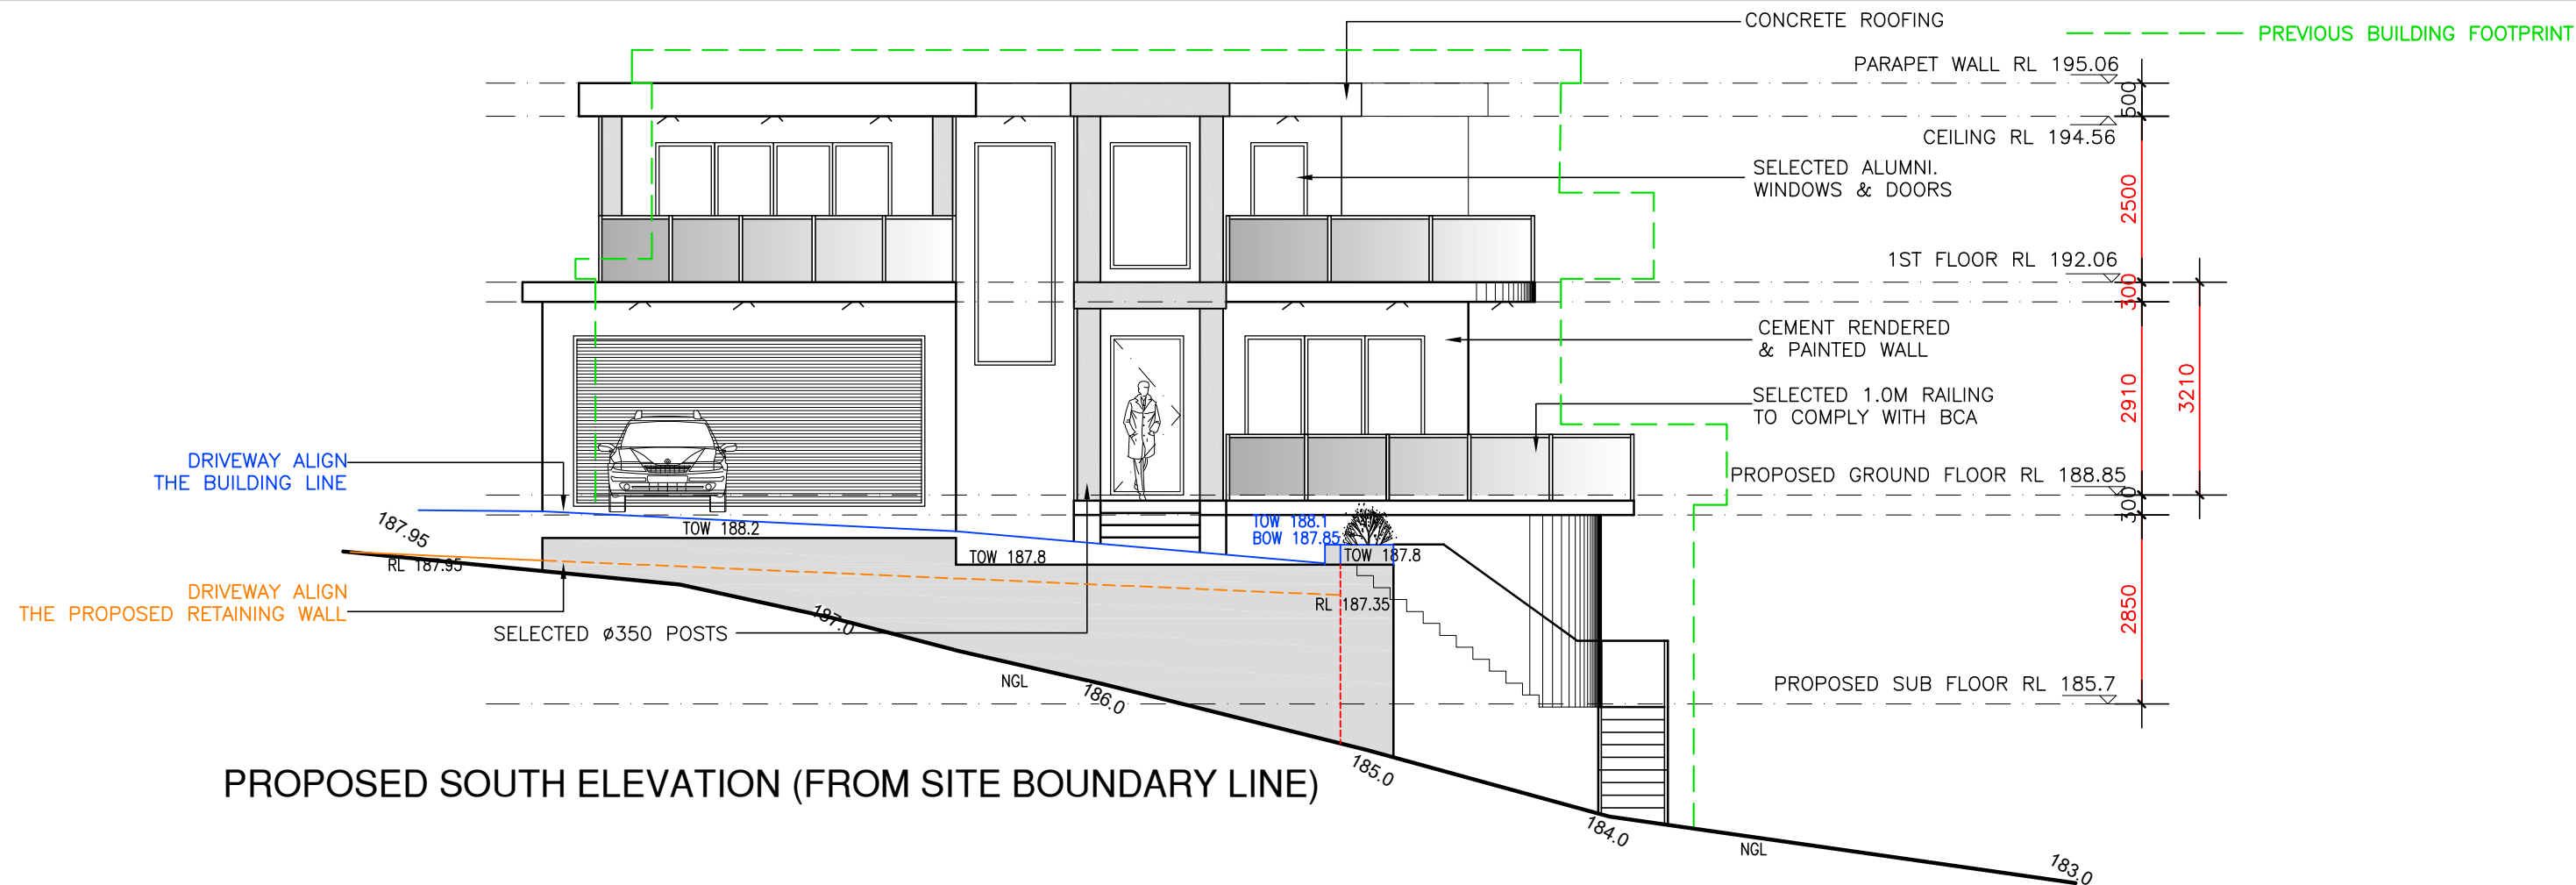 CONCRETE ROOFING
PREVIOUS BUILDING FOOTPRINT
PARAPET WALL RL 195.06
500
CEILING RL 194.56
SELECTED ALUMNI.
WINDOWS & DOORS
2500
1ST FLOOR RL 192.06
300
CEMENT RENDERED
& PAINTED WALL
2910
3210
SELECTED 1.0M RAILING
TO COMPLY WITH BCA
DRIVEWAY ALIGN
THE BUILDING LINE
PROPOSED GROUND FLOOR RL 188.85
300
187.95
TOW 188.2
TOW 188.1
BOW 187.85
TOW 187.8
TOW 187.8
RL 187.95
DRIVEWAY ALIGN
THE PROPOSED RETAINING WALL
RL 187.35
2850
187.0
SELECTED ø350 POSTS
NGL
186.0
PROPOSED SUB FLOOR RL 185.7
PROPOSED SOUTH ELEVATION (FROM SITE BOUNDARY LINE)
185.0
184.0
NGL
183.0